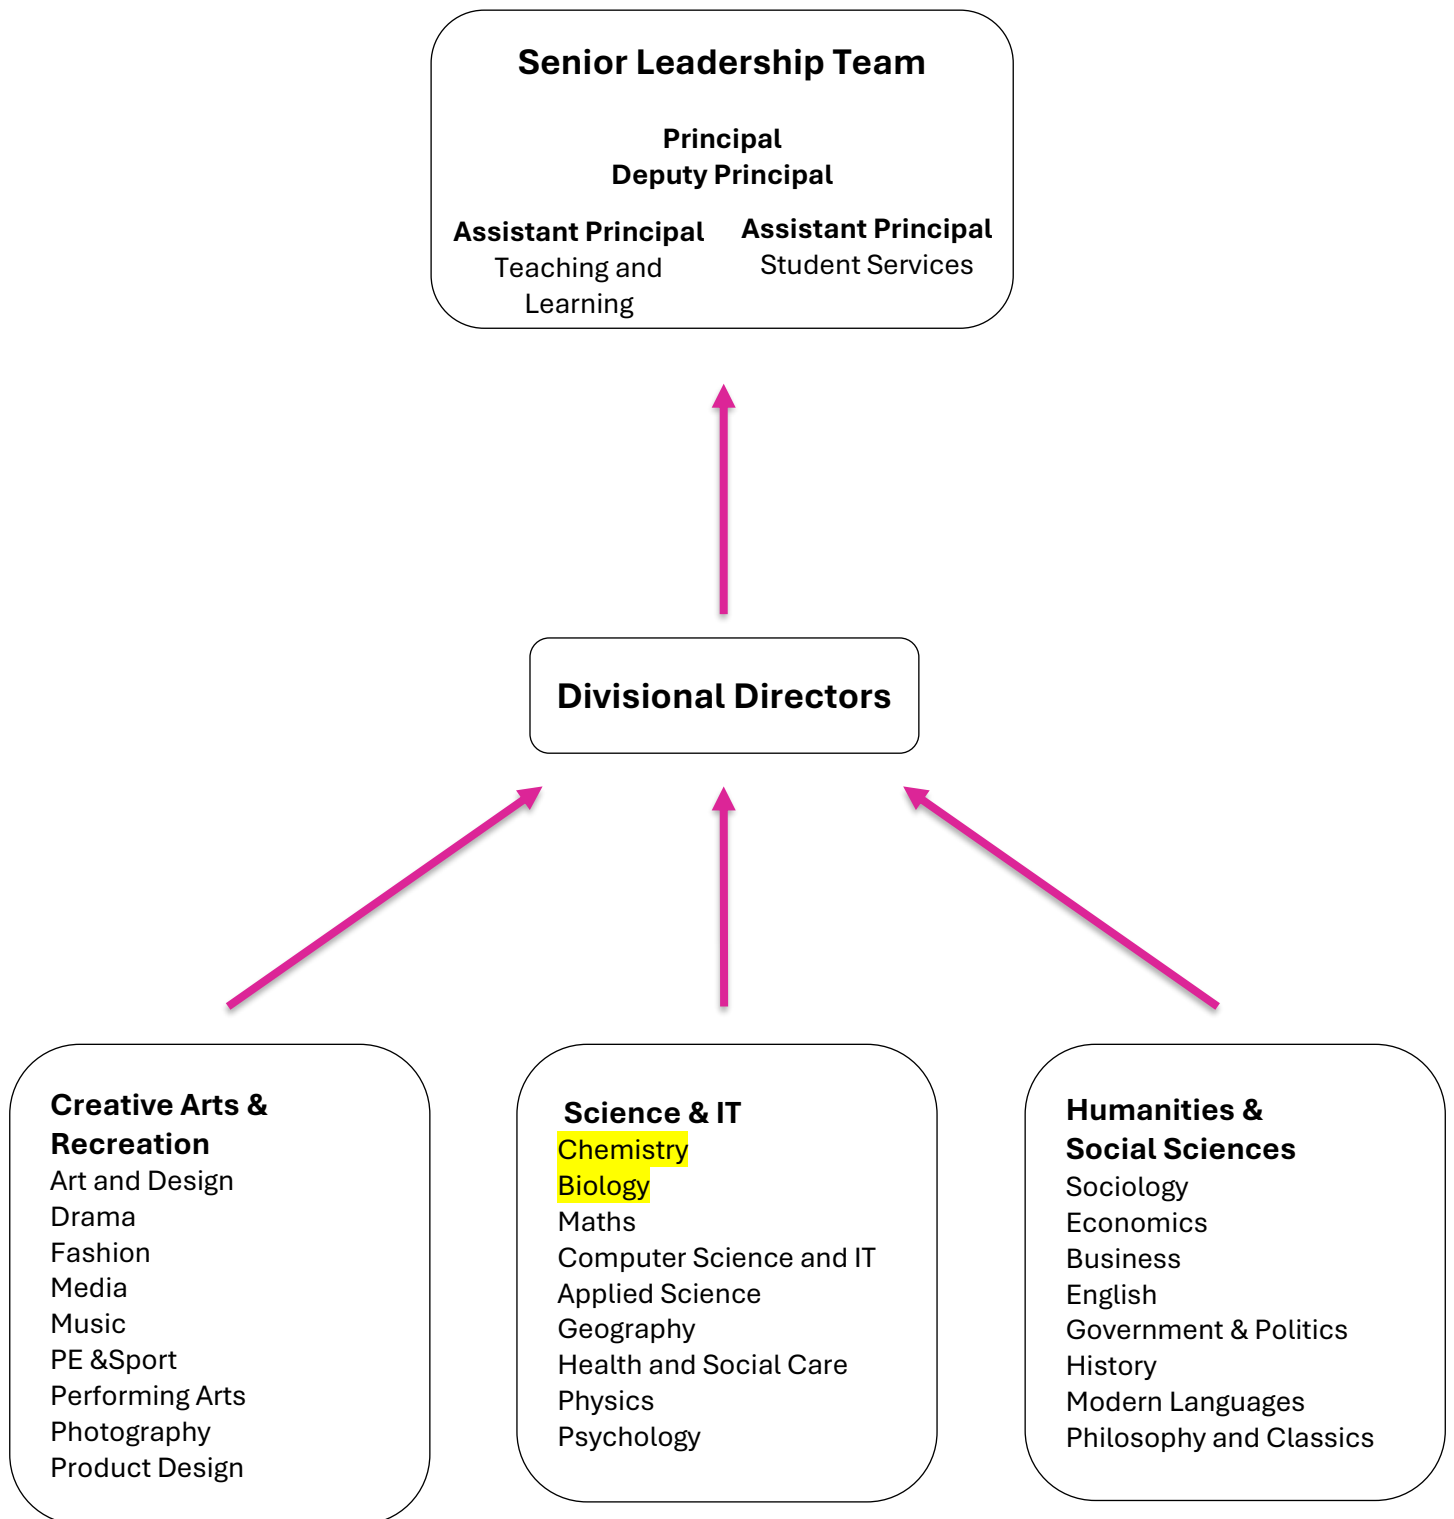 Senior Leadership Team
Principal
Deputy Principal
Assistant Principal
Teaching and
Learning
Assistant Principal
Student Services
Divisional Directors
Creative Arts &
Recreation
Art and Design
Drama
Fashion
Media
Music
PE &Sport
Performing Arts
Photography
Product Design
Science & IT
Chemistry
Biology
Maths
Computer Science and IT
Applied Science
Geography
Health and Social Care
Physics
Psychology
Humanities &
Social Sciences
Sociology
Economics
Business
English
Government & Politics
History
Modern Languages
Philosophy and Classics